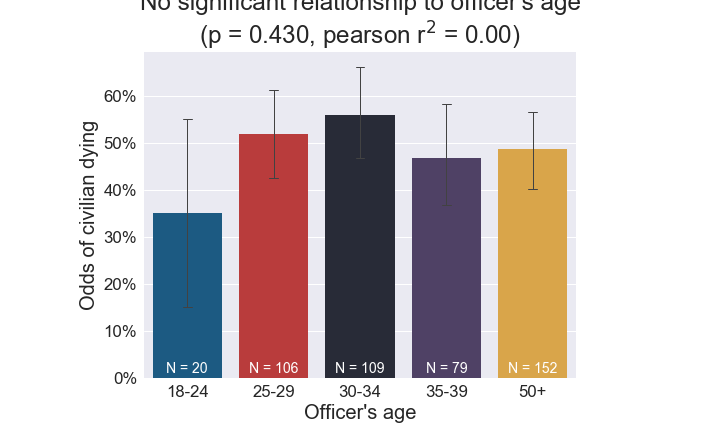 No significant relationship to officer's age
(p = 0.430, pearson r² = 0.00)
Odds of civilian dying
60%
50%
40%
30%
20%
10%
0%
N = 20 N = 106 N = 109 N = 79 N = 152
18-24 25-29 30-34 35-39 50+
Officer's age